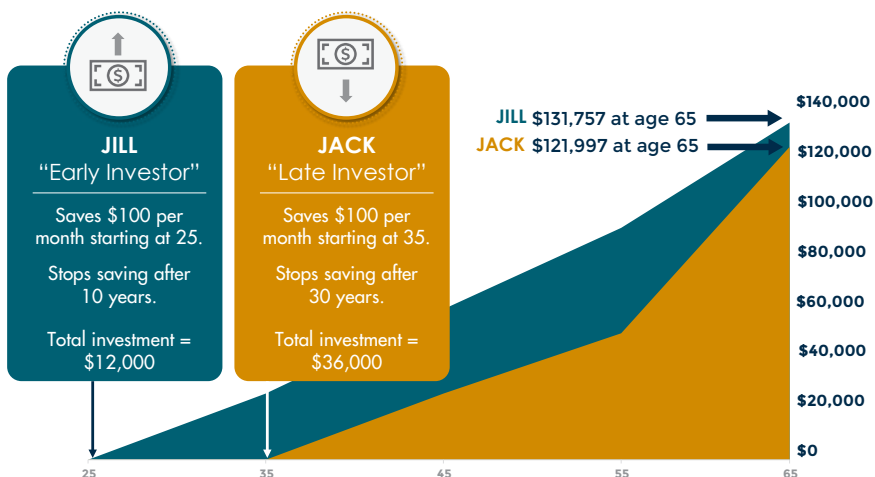 JILL
“Early Investor”
Saves $100 per
month starting at 25.
Stops saving after
10 years.
Total investment =
$12,000
JACK
“Late Investor”
Saves $100 per
month starting at 35.
Stops saving after
30 years.
Total investment =
$36,000
JILL $131,757 at age 65
JACK $121,997 at age 65
$140,000
$120,000
$100,000
$80,000
$60,000
$40,000
$20,000
$0
25 35 45 55 65